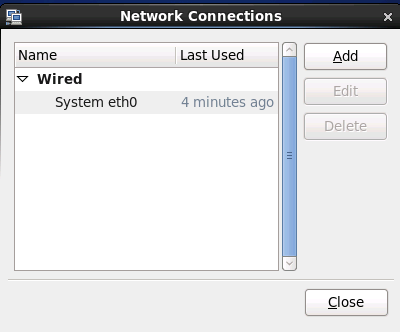 Network Connections
Name Last Used
Wired
System eth0 4 minutes ago
Add
Edit
Delete
Close